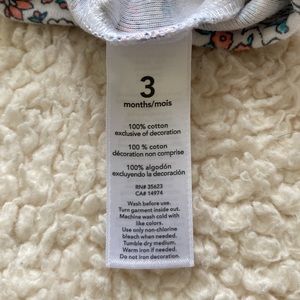 3
months/mois
100% cotton
exclusive of decoration
100 % coton
décoration non comprise
100% algodón
excluyendo la decoración
RN# 35623
CA# 14974
Wash before use.
Turn garment inside out.
Machine wash cold with
like colors.
Use only non-chlorine
bleach when needed.
Tumble dry medium.
Warm iron if needed.
Do not iron decoration.